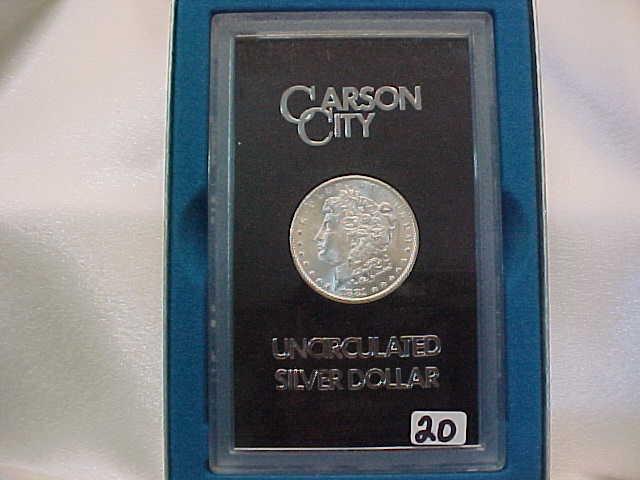 CARSON
CITY
UNCIRCULATED
SILVER DOLLAR
20